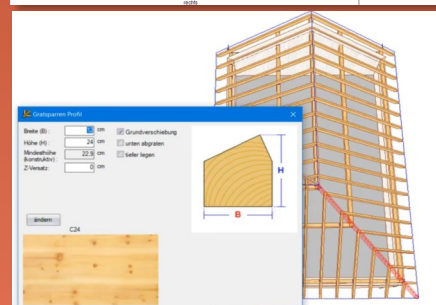 rechts
Gratsparren Profil
Breite (B) : 12 cm
Höhe (H) : 24 cm
Mindesthöhe (konstruktiv) : 22,9 cm
Z-Versatz: 0 cm
Grundverschiebung
unten abgraten
tiefer legen
H
B
ändern
C24